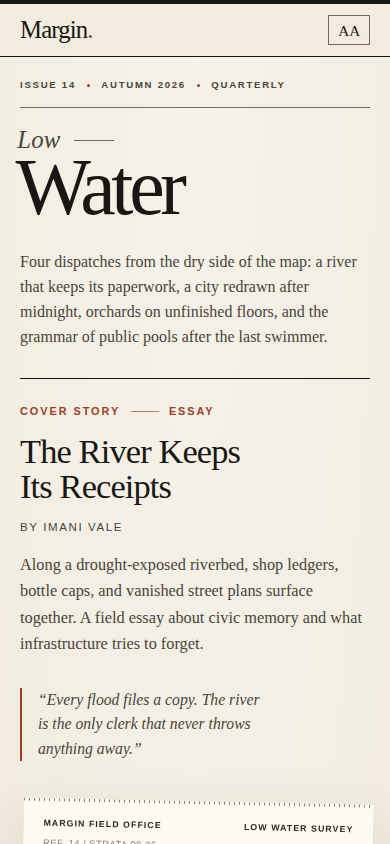 Margin.
AA
ISSUE 14 • AUTUMN 2026 • QUARTERLY
Low
Water
Four dispatches from the dry side of the map: a river
that keeps its paperwork, a city redrawn after
midnight, orchards on unfinished floors, and the
grammar of public pools after the last swimmer.
COVER STORY — ESSAY
The River Keeps
Its Receipts
BY IMANI VALE
Along a drought-exposed riverbed, shop ledgers,
bottle caps, and vanished street plans surface
together. A field essay about civic memory and what
infrastructure tries to forget.
“Every flood files a copy. The river
is the only clerk that never throws
anything away.”
MARGIN FIELD OFFICE
LOW WATER SURVEY
REF. 14 / STRATA 09-26